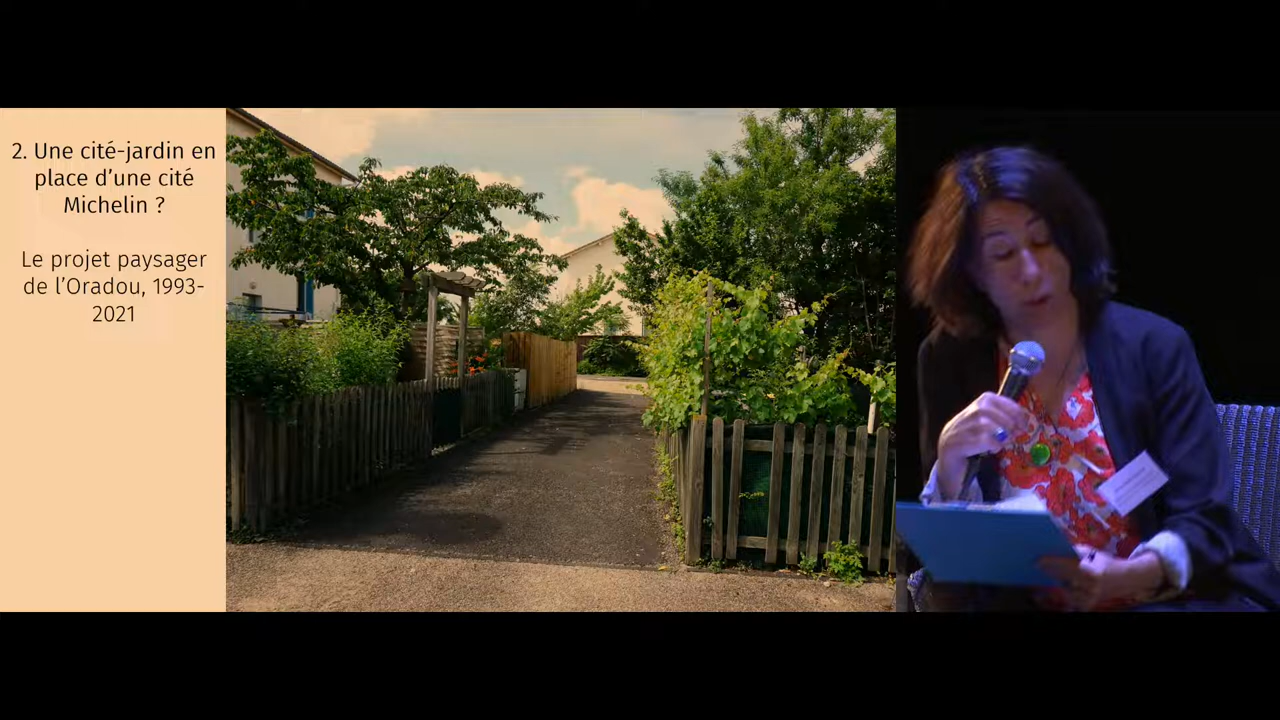 2. Une cité-jardin en
place d’une cité
Michelin ?
Le projet paysager
de l’Oradou, 1993-
2021